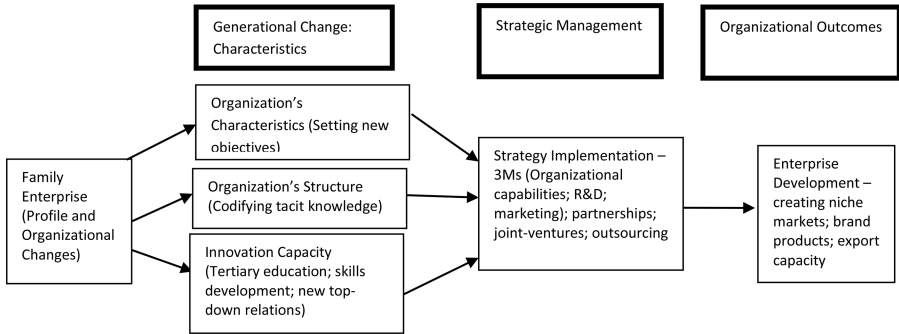 Generational Change:
Characteristics
Strategic Management
Organizational Outcomes
Organization's
Characteristics (Setting new
objectives)
Family
Enterprise
(Profile and
Organizational
Changes)
Organization's Structure
(Codifying tacit knowledge)
Innovation Capacity
(Tertiary education; skills
development; new top-
down relations)
Strategy Implementation –
3Ms (Organizational
capabilities; R&D;
marketing); partnerships;
joint-ventures; outsourcing
Enterprise
Development –
creating niche
markets; brand
products; export
capacity